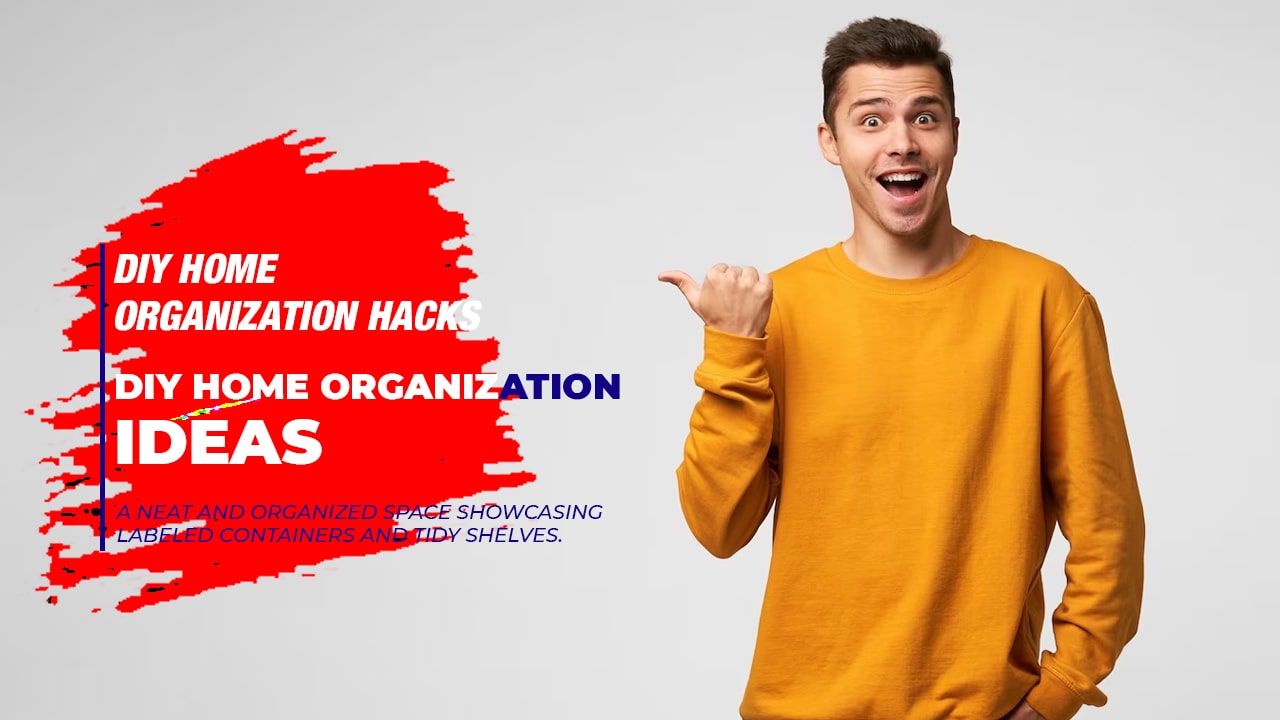 DIY HOME
ORGANIZATION HACKS
DIY HOME ORGANIZATION
IDEAS
A NEAT AND ORGANIZED SPACE SHOWCASING
LABELED CONTAINERS AND TIDY SHELVES.